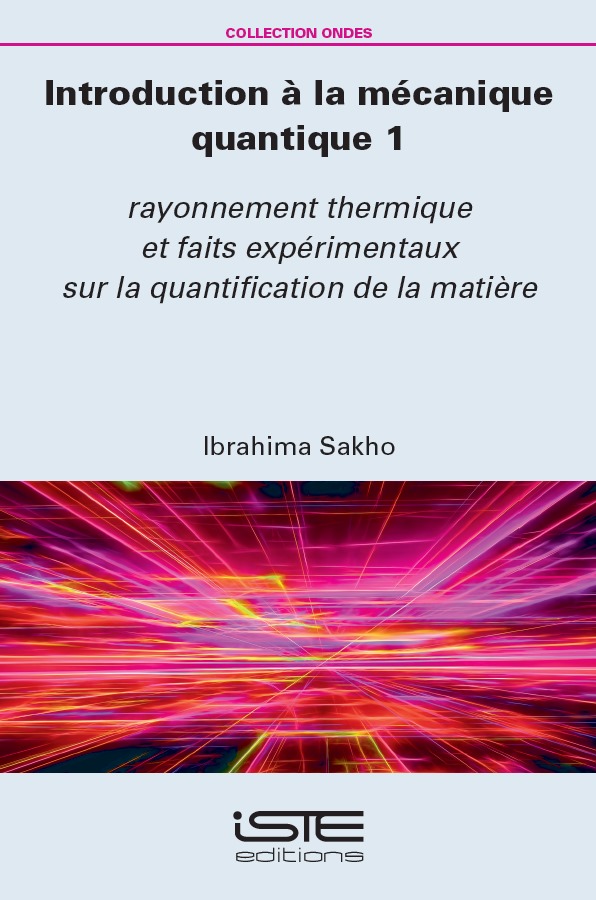 COLLECTION ONDES
Introduction à la mécanique
quantique 1
rayonnement thermique
et faits expérimentaux
sur la quantification de la matière
Ibrahima Sakho
iSTE
editions